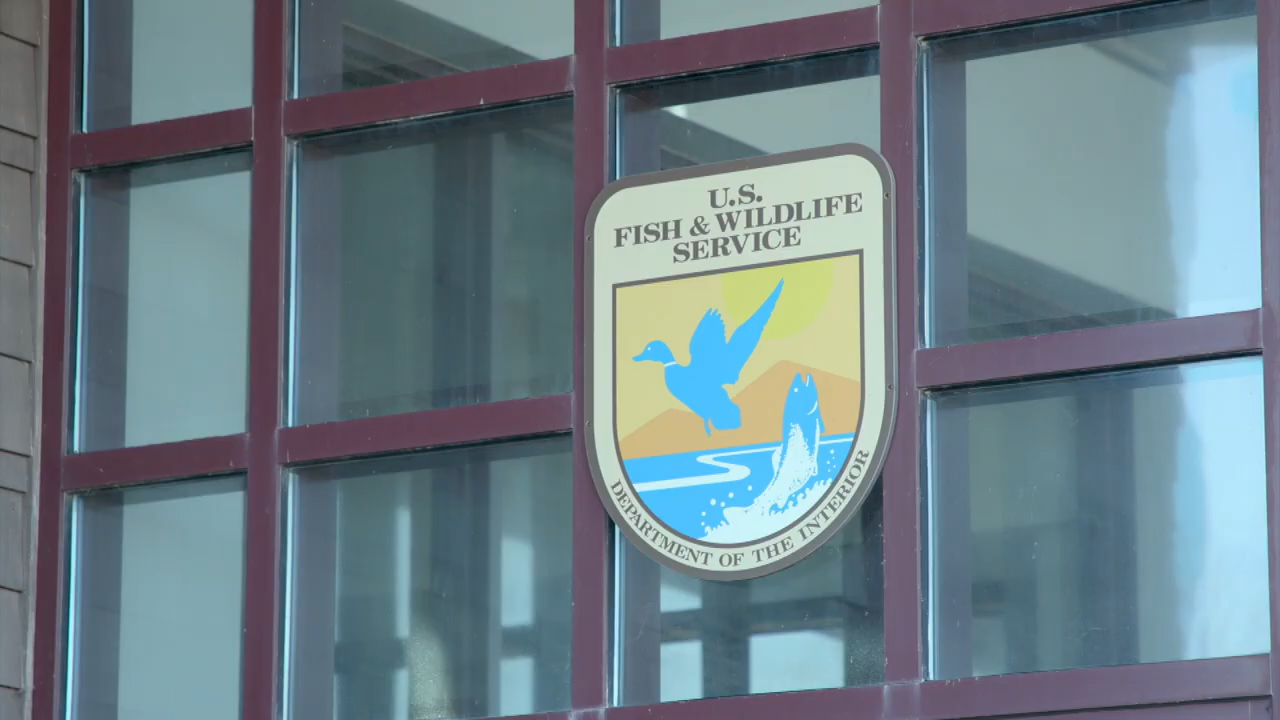 U.S.
FISH & WILDLIFE
SERVICE
DEPARTMENT OF THE INTERIOR